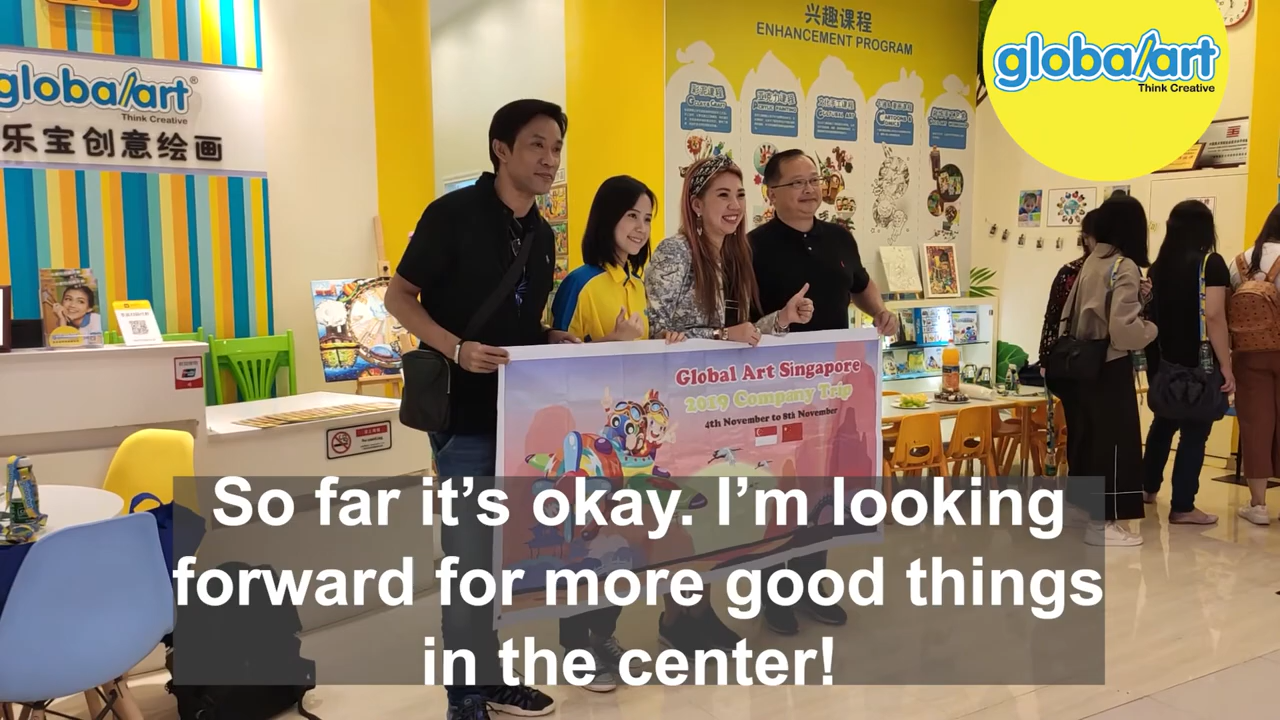 globalart
Think Creative
乐宝创意绘画
兴趣课程
ENHANCEMENT PROGRAM
globalart
Think Creative
Global Art Singapore
2019 Company Trip
4th November to 8th November
So far it’s okay. I’m looking
forward for more good things
in the center!